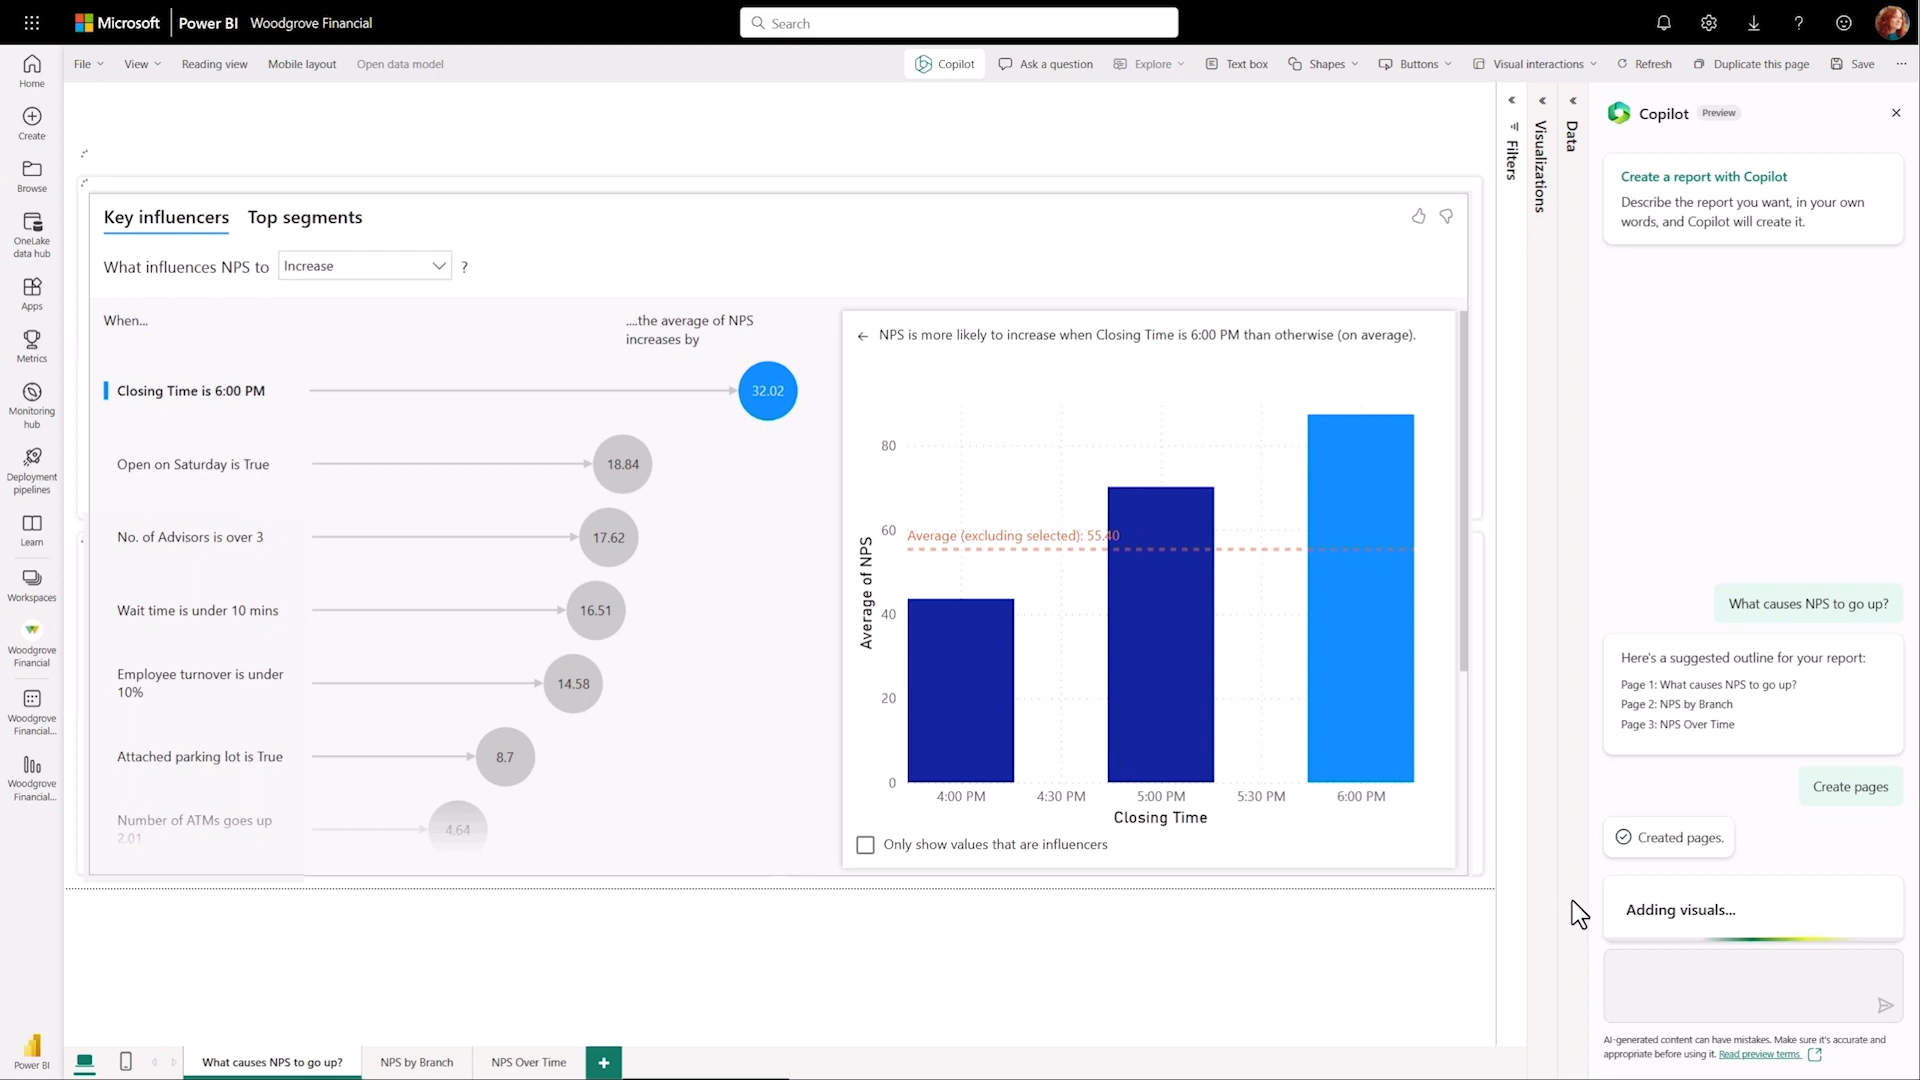 Microsoft Power BI Woodgrove Financial
Search
File View Reading view Mobile layout Open data model
Copilot Ask a question Explore Text box Shapes Buttons Visual interactions Refresh Duplicate this page Save ...
Home
Create
Browse
OneLake
data hub
Apps
Metrics
Monitoring
hub
Deployment
pipelines
Learn
Workspaces
Woodgrove
Financial
Woodgrove
Financial...
Woodgrove
Financial...
Power BI
Key influencers Top segments
What influences NPS to Increase ?
When...
....the average of NPS
increases by
Closing Time is 6:00 PM 32.02
Open on Saturday is True 18.84
No. of Advisors is over 3 17.62
Wait time is under 10 mins 16.51
Employee turnover is under
10% 14.58
Attached parking lot is True 8.7
Number of ATMs goes up
2.01 4.64
← NPS is more likely to increase when Closing Time is 6:00 PM than otherwise (on average).
Average of NPS
80
60
40
20
0
Average (excluding selected): 55.40
4:00 PM 4:30 PM 5:00 PM 5:30 PM 6:00 PM
Closing Time
Only show values that are influencers
Filters
Visualizations
Data
Copilot Preview
Create a report with Copilot
Describe the report you want, in your own
words, and Copilot will create it.
What causes NPS to go up?
Here's a suggested outline for your report:
Page 1: What causes NPS to go up?
Page 2: NPS by Branch
Page 3: NPS Over Time
Create pages
Created pages.
Adding visuals...
AI-generated content can have mistakes. Make sure it's accurate and
appropriate before using it. Read preview terms
What causes NPS to go up? NPS by Branch NPS Over Time +